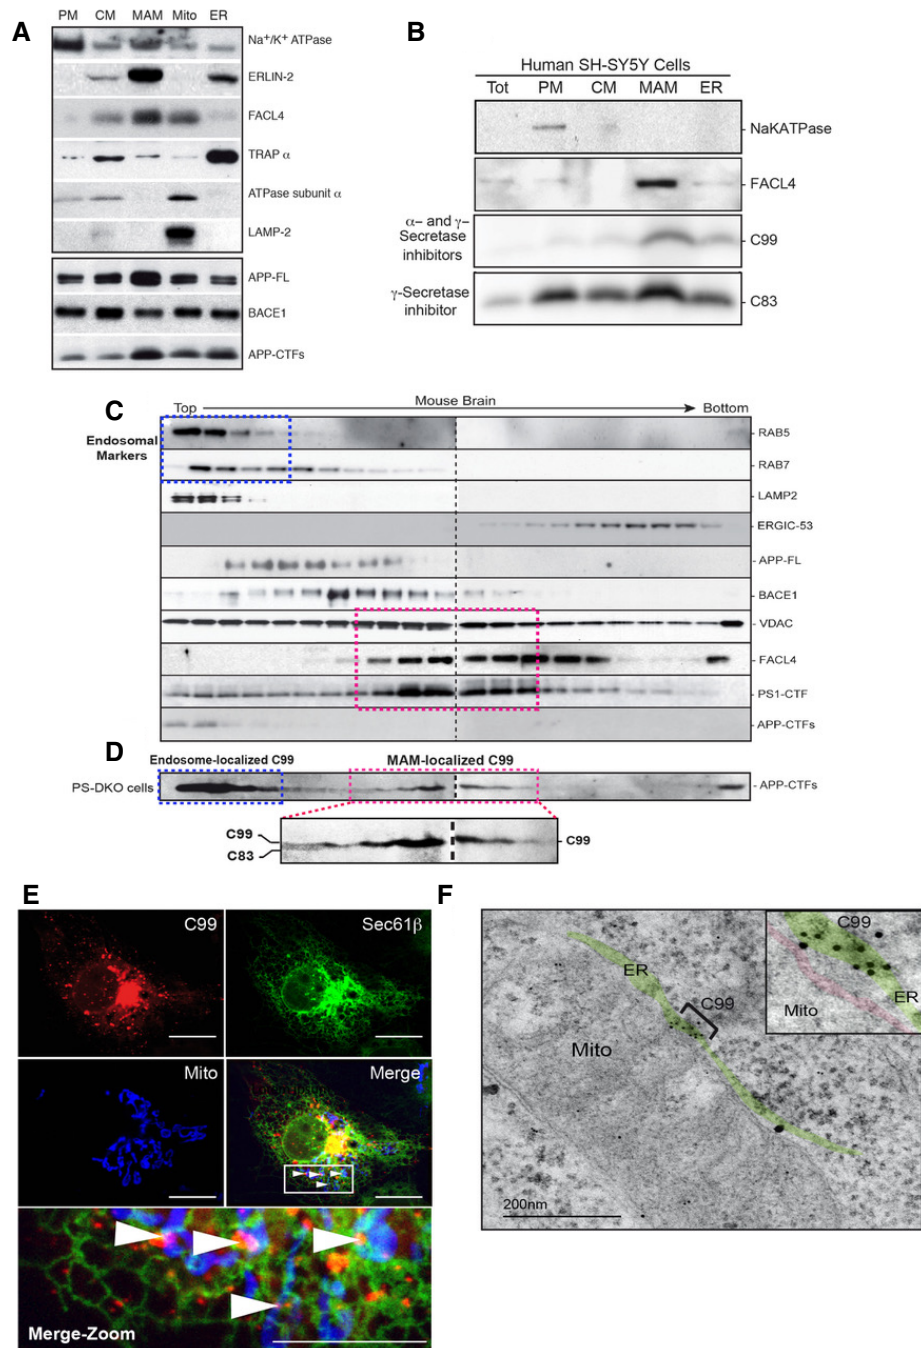 A
PM CM MAM Mito ER
Na⁺/K⁺ ATPase
ERLIN-2
FACL4
TRAP α
ATPase subunit α
LAMP-2
APP-FL
BACE1
APP-CTFs
B
Human SH-SY5Y Cells
Tot PM CM MAM ER
NaKATPase
FACL4
α– and γ–
Secretase
inhibitors
C99
γ-Secretase
inhibitor
C83
C
Mouse Brain
Top Bottom
Endosomal
Markers
RAB5
RAB7
LAMP2
ERGIC-53
APP-FL
BACE1
VDAC
FACL4
PS1-CTF
APP-CTFs
D
Endosome-localized C99 MAM-localized C99
PS-DKO cells
APP-CTFs
C99
C83
C99
E
C99
Sec61β
Mito
Merge
Merge-Zoom
F
ER
C99
Mito
200nm
C99
ER
Mito